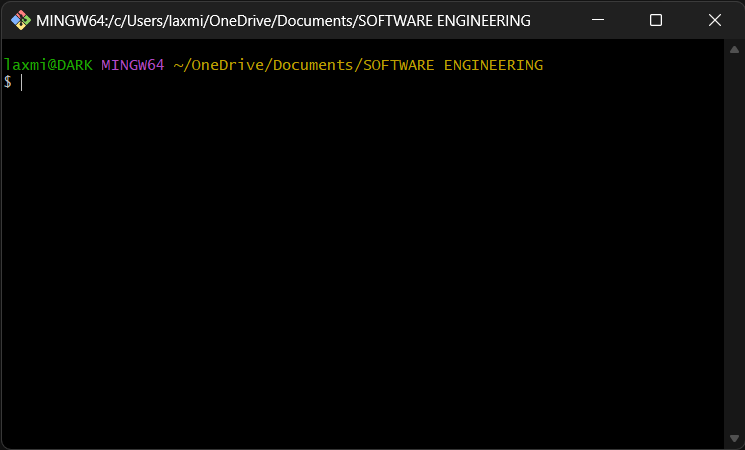 MINGW64:/c/Users/laxmi/OneDrive/Documents/SOFTWARE ENGINEERING
laxmi@DARK MINGW64 ~/OneDrive/Documents/SOFTWARE ENGINEERING
$